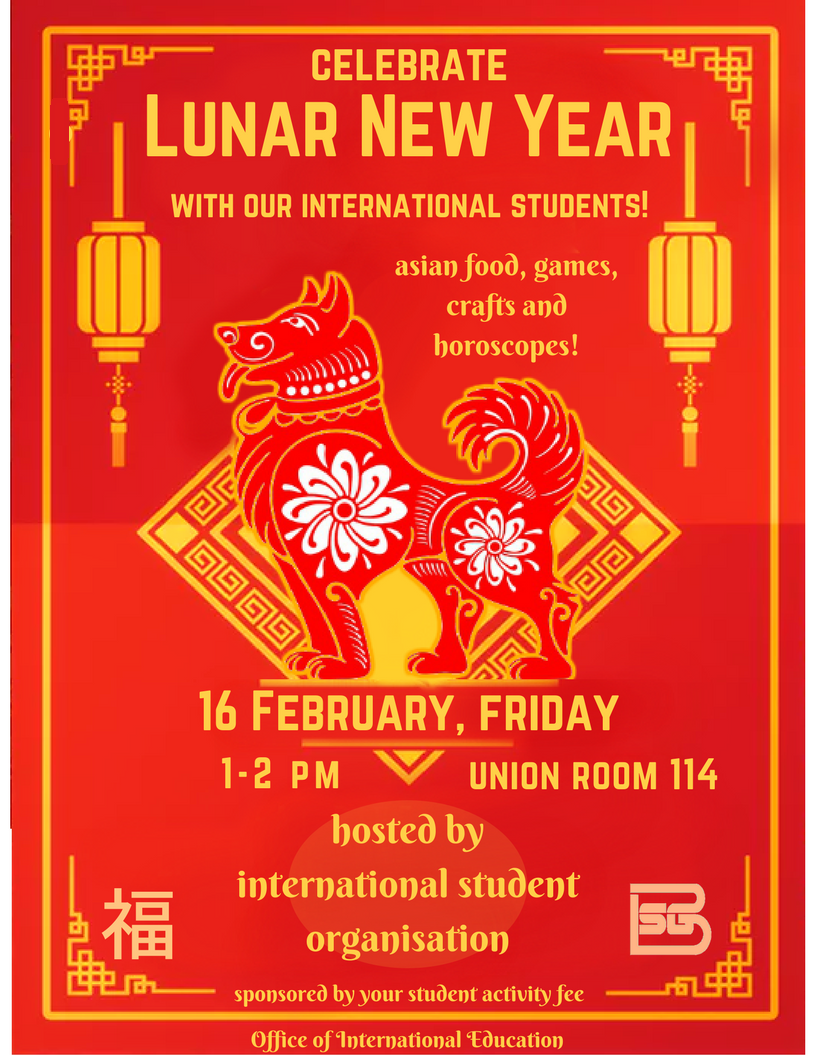 CELEBRATE
LUNAR NEW YEAR
WITH OUR INTERNATIONAL STUDENTS!
asian food, games,
crafts and
horoscopes!
16 FEBRUARY, FRIDAY
1-2 PM
UNION ROOM 114
hosted by
international student
organisation
福
BSG
sponsored by your student activity fee
Office of International Education